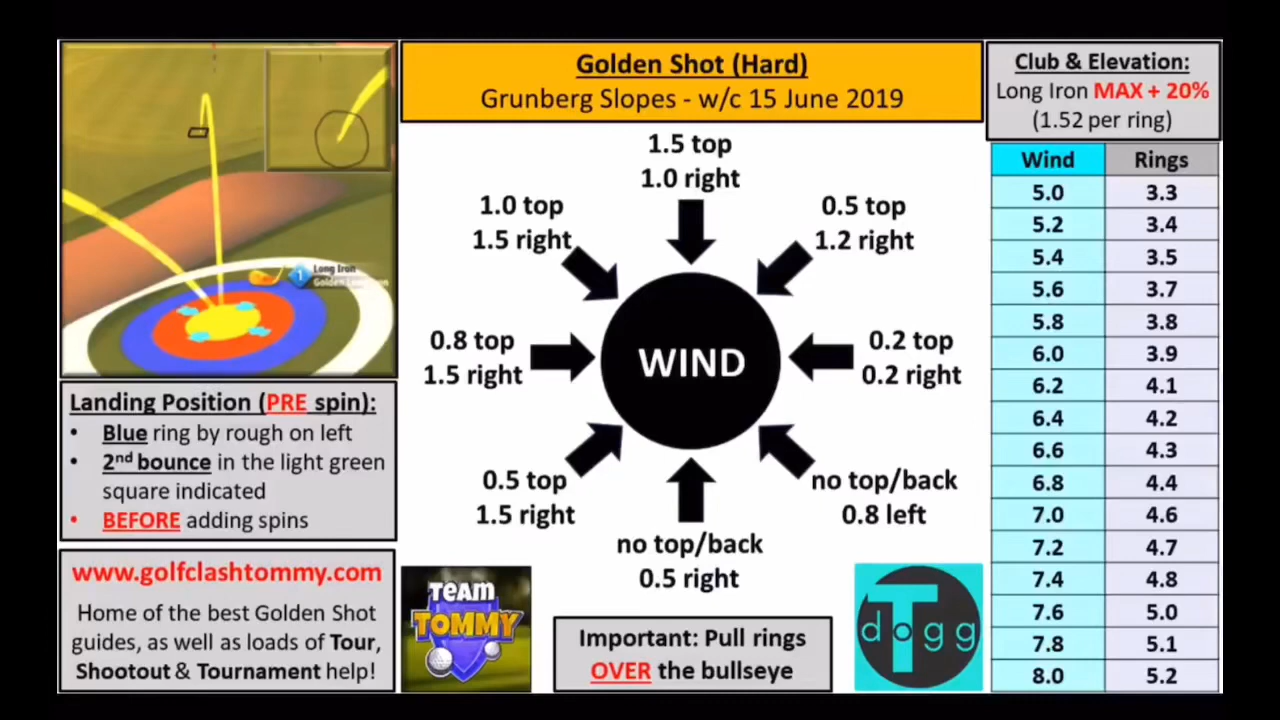 Golden Shot (Hard)
Grunberg Slopes - w/c 15 June 2019
Club & Elevation:
Long Iron MAX + 20%
(1.52 per ring)
1
Long Iron
Landing Position (PRE spin):
• Blue ring by rough on left
• 2nd bounce in the light green
square indicated
• BEFORE adding spins
www.golfclashtommy.com
Home of the best Golden Shot
guides, as well as loads of Tour,
Shootout & Tournament help!
1.5 top
1.0 right
1.0 top
1.5 right
0.5 top
1.2 right
0.8 top
1.5 right
WIND
0.2 top
0.2 right
0.5 top
1.5 right
no top/back
0.8 left
no top/back
0.5 right
TEAM
TOMMY
Important: Pull rings
OVER the bullseye
dTogg
Wind Rings
5.0 3.3
5.2 3.4
5.4 3.5
5.6 3.7
5.8 3.8
6.0 3.9
6.2 4.1
6.4 4.2
6.6 4.3
6.8 4.4
7.0 4.6
7.2 4.7
7.4 4.8
7.6 5.0
7.8 5.1
8.0 5.2